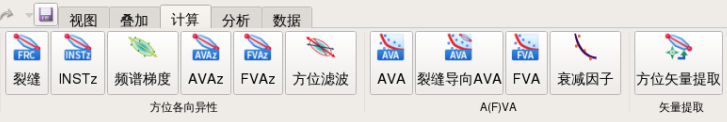 视图 叠加 计算 分析 数据
FRC INSTz AVAz FVAz AVA AVA FVA
裂缝 INSTz 频谱梯度 AVAz FVAz 方位滤波 AVA 裂缝导向AVA FVA 衰减因子 方位矢量提取
方位各向异性 A(F)VA 矢量提取